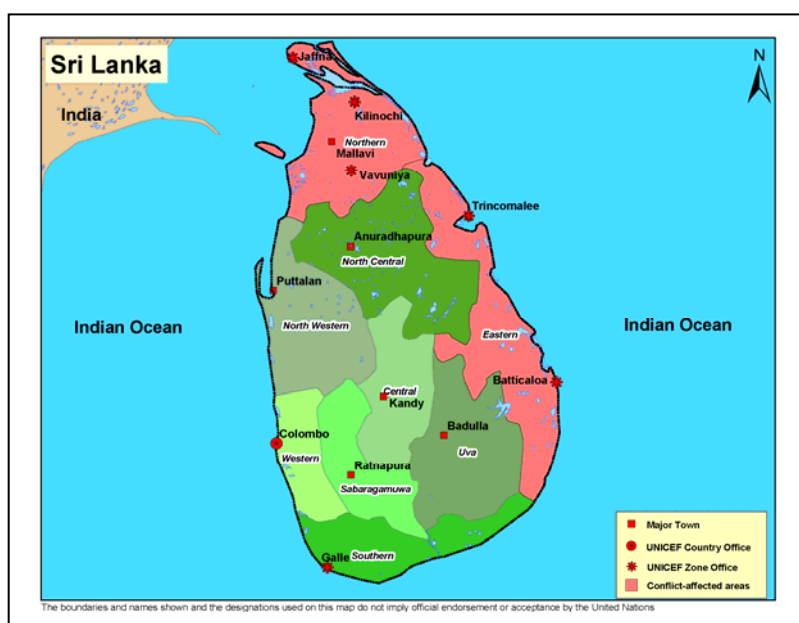 Sri Lanka
N
India
Jaffna
Kilinochi
Northern
Mallavi
Vavuniya
Trincomalee
Anuradhapura
North Central
Puttalan
Indian Ocean
North Western
Eastern
Indian Ocean
Batticaloa
Central
Kandy
Colombo
Badulla
Western
Uva
Ratnapura
Sabaragamuwa
Southern
Galle
Major Town
UNICEF Country Office
UNICEF Zone Office
Conflict-affected areas
The boundaries and names shown and the designations used on this map do not imply official endorsement or acceptance by the United Nations